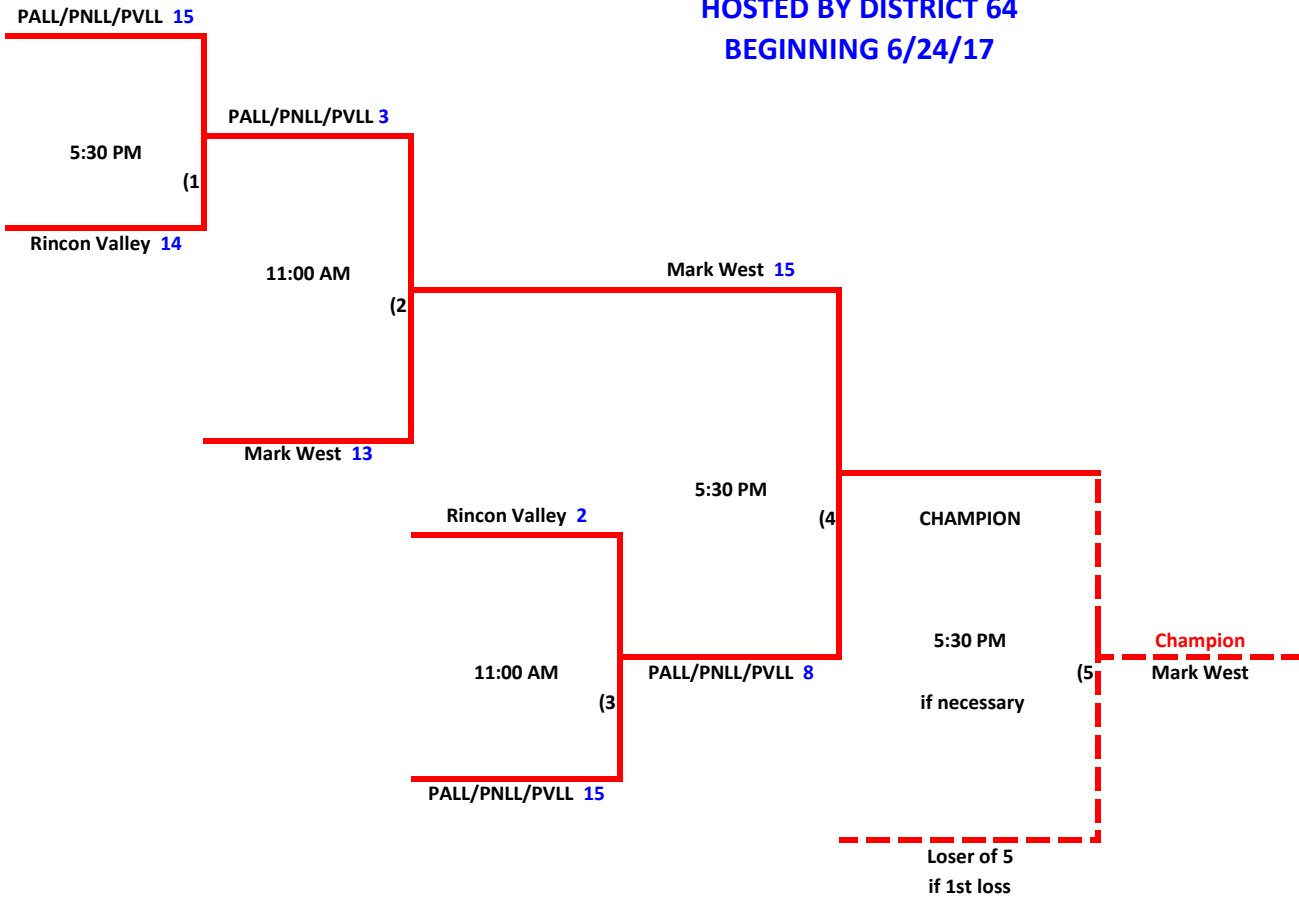 HOSTED BY DISTRICT 64
BEGINNING 6/24/17
PALL/PNLL/PVLL 15
PALL/PNLL/PVLL 3
5:30 PM
(1
Rincon Valley 14
11:00 AM
(2
Mark West 15
Mark West 13
5:30 PM
(4
Rincon Valley 2
CHAMPION
5:30 PM
if necessary
(5
Champion
Mark West
11:00 AM
(3
PALL/PNLL/PVLL 8
PALL/PNLL/PVLL 15
Loser of 5
if 1st loss